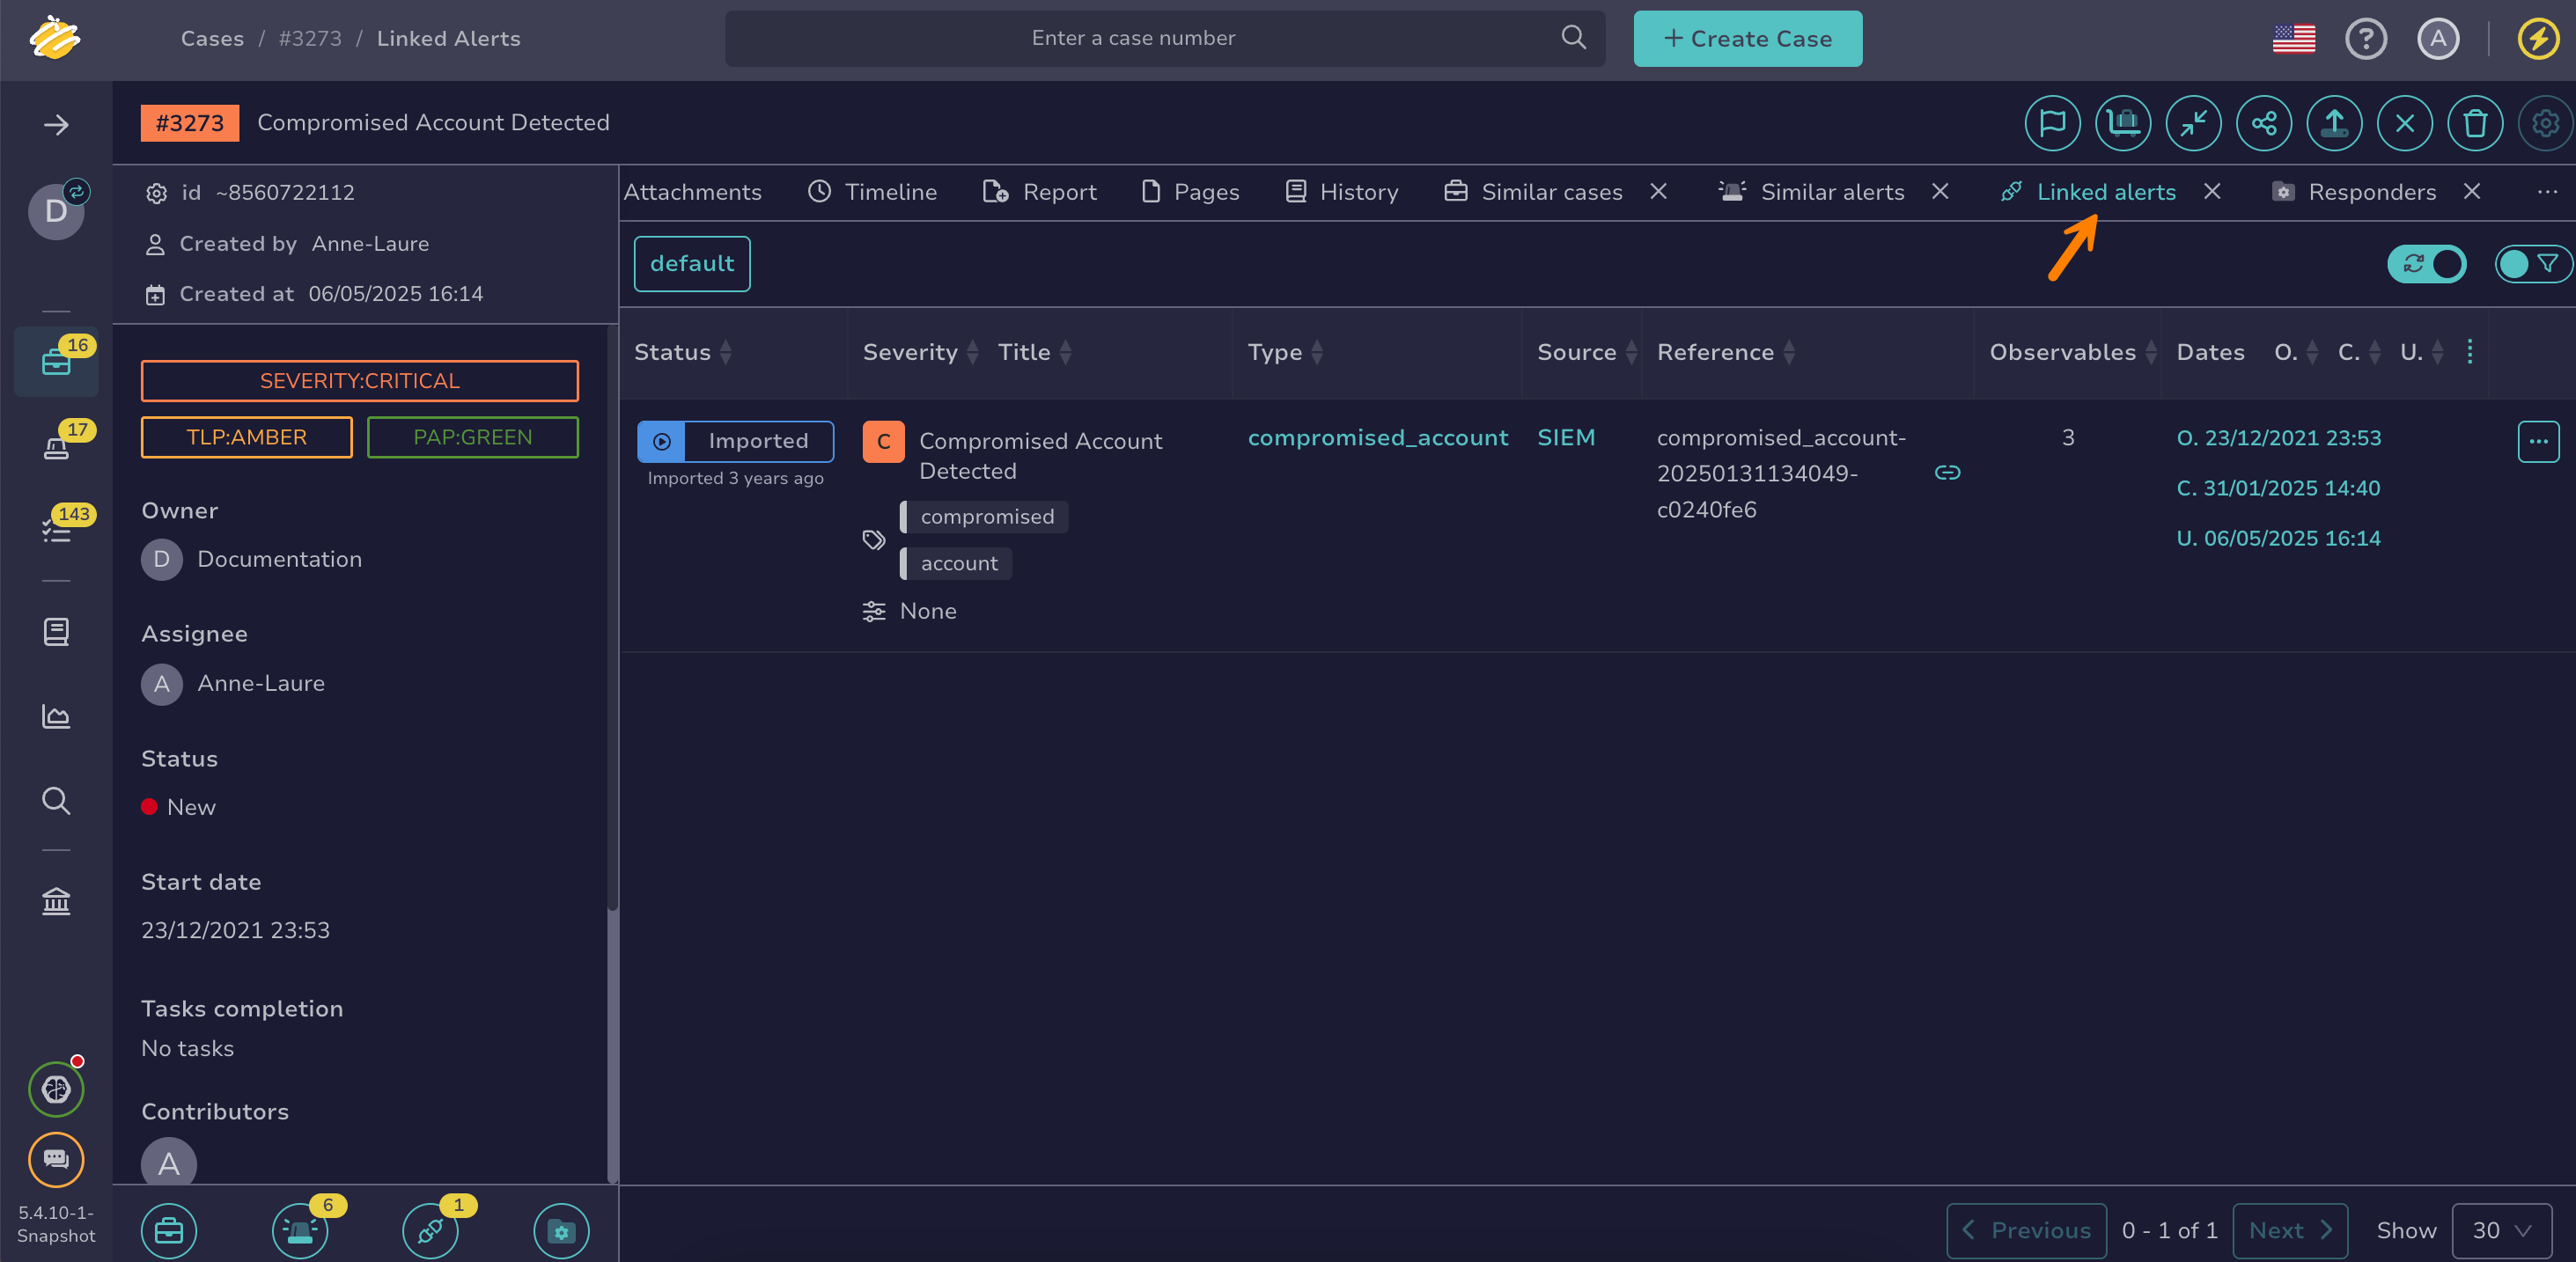 Cases / #3273 / Linked Alerts
Enter a case number
+ Create Case
A
#3273 Compromised Account Detected
D
id ~8560722112
Created by Anne-Laure
Created at 06/05/2025 16:14
Attachments Timeline Report Pages History Similar cases Similar alerts Linked alerts Responders ...
default
16
17
143
SEVERITY:CRITICAL
TLP:AMBER PAP:GREEN
Owner
D Documentation
Assignee
A Anne-Laure
Status
New
Start date
23/12/2021 23:53
Tasks completion
No tasks
Contributors
A
6 1
5.4.10-1-
Snapshot
Status Severity Title Type Source Reference Observables Dates O. C. U.
Imported
Imported 3 years ago
C Compromised Account
Detected
compromised
account
None
compromised_account
SIEM
compromised_account-
20250131134049-
c0240fe6
3
O. 23/12/2021 23:53
C. 31/01/2025 14:40
U. 06/05/2025 16:14
Previous 0 - 1 of 1 Next Show 30